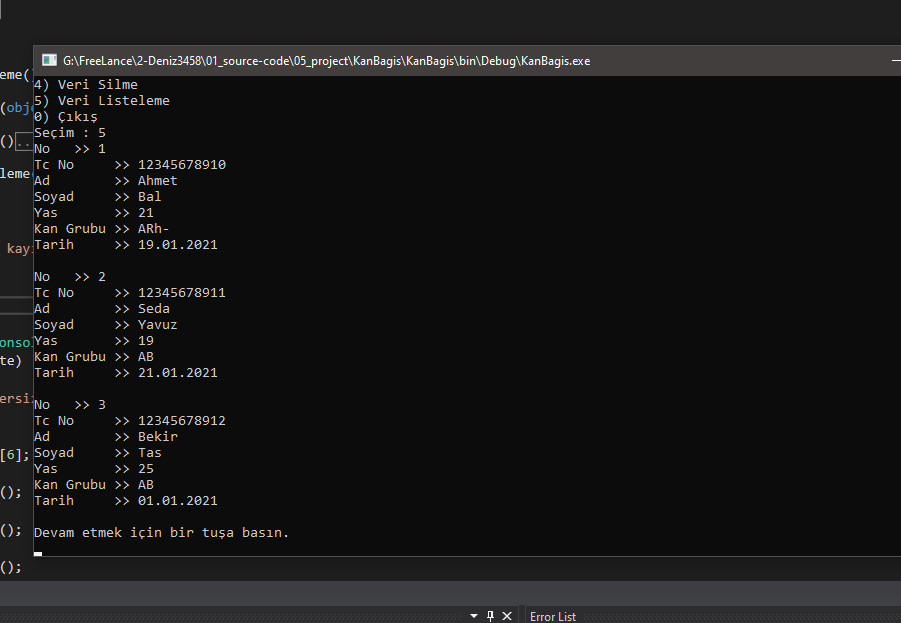 G:\FreeLance\2-Deniz3458\01_source-code\05_project\KanBagis\KanBagis\bin\Debug\KanBagis.exe
eme(
4) Veri Silme
5) Veri Listeleme
(obje
0) Çıkış
Seçim : 5
()..
No   >> 1
Tc No     >> 12345678910
leme
Ad        >> Ahmet
Soyad     >> Bal
Yas       >> 21
Kan Grubu >> ARh-
Tarih     >> 19.01.2021
kayı
No   >> 2
Tc No     >> 12345678911
Ad        >> Seda
Soyad     >> Yavuz
Yas       >> 19
onso
Kan Grubu >> AB
te)
Tarih     >> 21.01.2021
ersi
No   >> 3
Tc No     >> 12345678912
Ad        >> Bekir
Soyad     >> Tas
[6];
Yas       >> 25
Kan Grubu >> AB
();
Tarih     >> 01.01.2021
Devam etmek için bir tuşa basın.
();
();
Error List